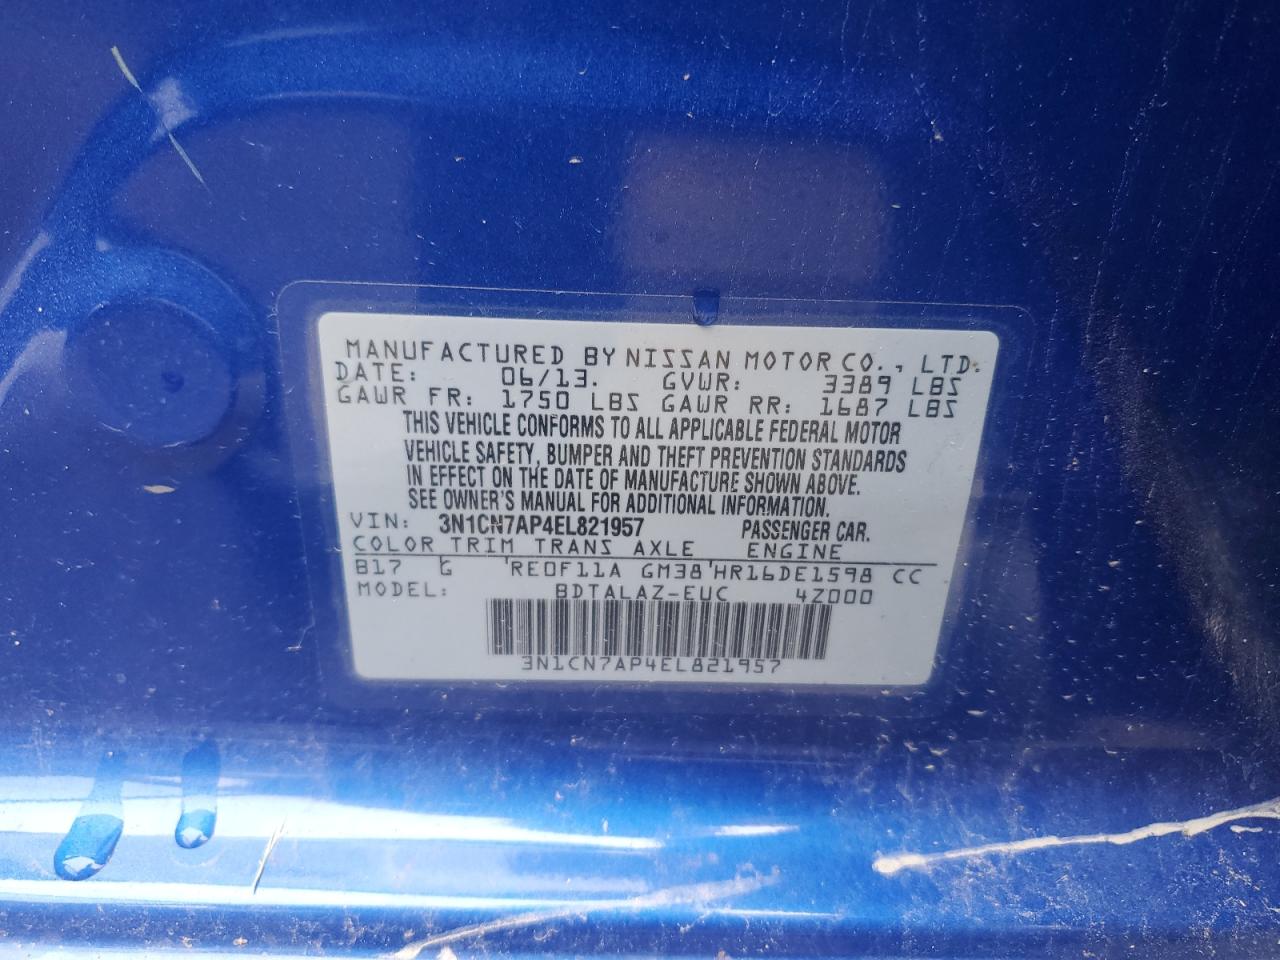 MANUFACTURED BY NISSAN MOTOR CO., LTD.
DATE: 06/13. GVWR: 3389 LBS
GAWR FR: 1750 LBS GAWR RR: 1687 LBS
THIS VEHICLE CONFORMS TO ALL APPLICABLE FEDERAL MOTOR
VEHICLE SAFETY, BUMPER AND THEFT PREVENTION STANDARDS
IN EFFECT ON THE DATE OF MANUFACTURE SHOWN ABOVE.
SEE OWNER'S MANUAL FOR ADDITIONAL INFORMATION.
VIN: 3N1CN7AP4EL821957 PASSENGER CAR.
COLOR TRIM TRANS AXLE ENGINE
B17 G RE0F11A GM38 HR16DE1598 CC
MODEL: BDTALAZ-EUC 4Z000
3N1CN7AP4EL821957